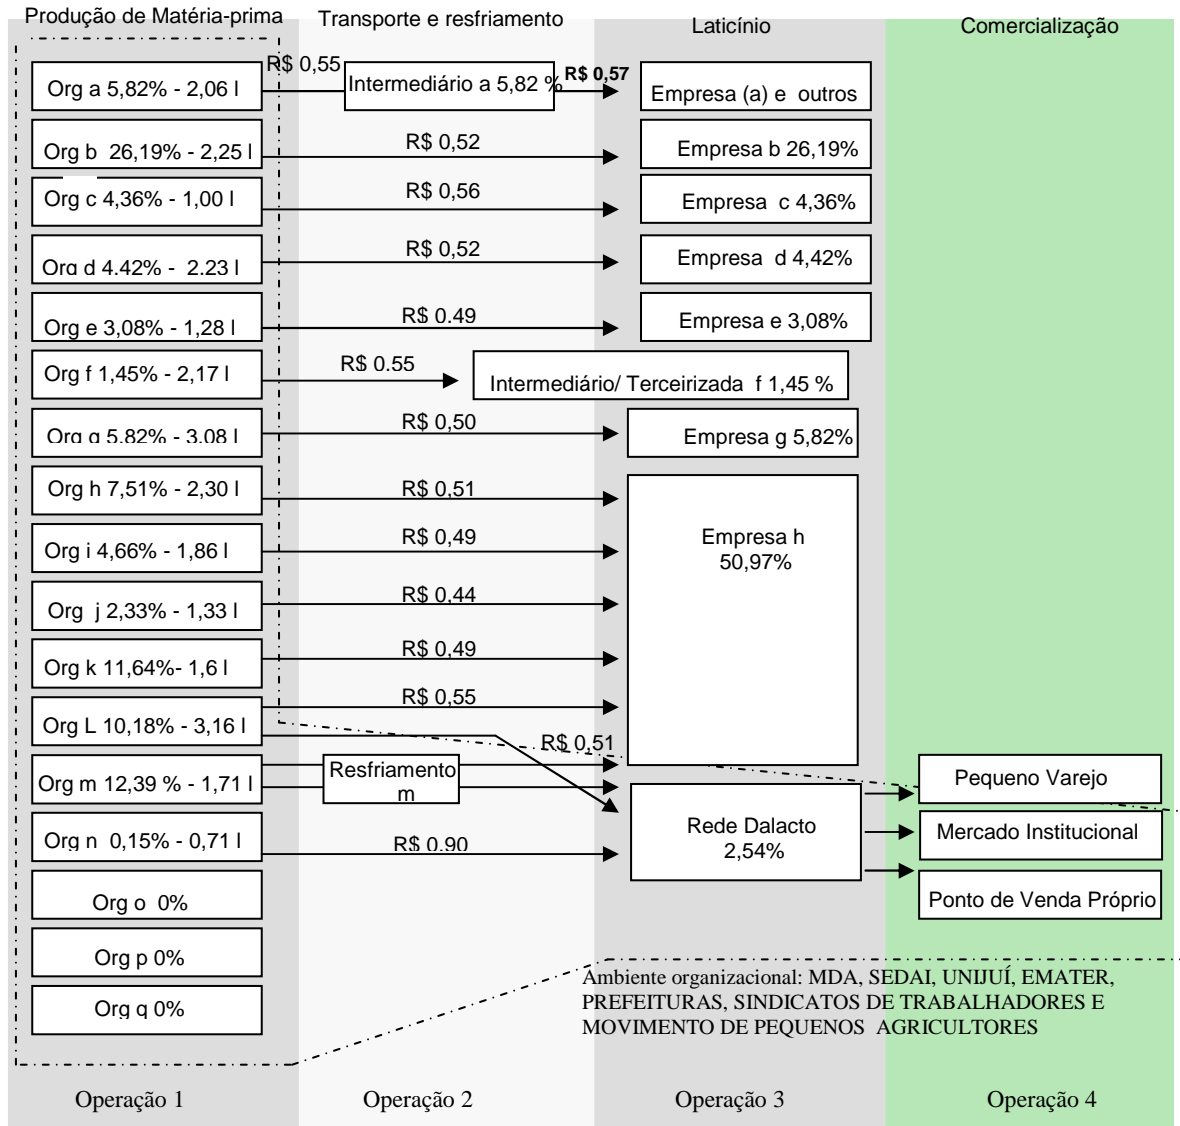 Produção de Matéria-prima
Transporte e resfriamento
Laticínio
Comercialização
Org a 5,82% - 2,06 l
R$ 0,55
Intermediário a 5,82 %
R$ 0,57
Empresa (a) e outros
Org b 26,19% - 2,25 l
R$ 0,52
Empresa b 26,19%
Org c 4,36% - 1,00 l
R$ 0,56
Empresa c 4,36%
Org d 4.42% - 2.23 l
R$ 0,52
Empresa d 4,42%
Org e 3,08% - 1,28 l
R$ 0.49
Empresa e 3,08%
Org f 1,45% - 2,17 l
R$ 0.55
Intermediário/ Terceirizada f 1,45 %
Org g 5.82% - 3.08 l
R$ 0,50
Empresa g 5,82%
Org h 7,51% - 2,30 l
R$ 0,51
Empresa h
50,97%
Org i 4,66% - 1,86 l
R$ 0,49
Org j 2,33% - 1,33 l
R$ 0,44
Org k 11,64%- 1,6 l
R$ 0,49
Org L 10,18% - 3,16 l
R$ 0,55
R$ 0,51
Org m 12,39 % - 1,71 l
Resfriamento
m
Pequeno Varejo
Org n 0,15% - 0,71 l
R$ 0.90
Rede Dalacto
2,54%
Mercado Institucional
Ponto de Venda Próprio
Org o 0%
Org p 0%
Org q 0%
Ambiente organizacional: MDA, SEDAI, UNIJUÍ, EMATER,
PREFEITURAS, SINDICATOS DE TRABALHADORES E
MOVIMENTO DE PEQUENOS AGRICULTORES
Operação 1
Operação 2
Operação 3
Operação 4